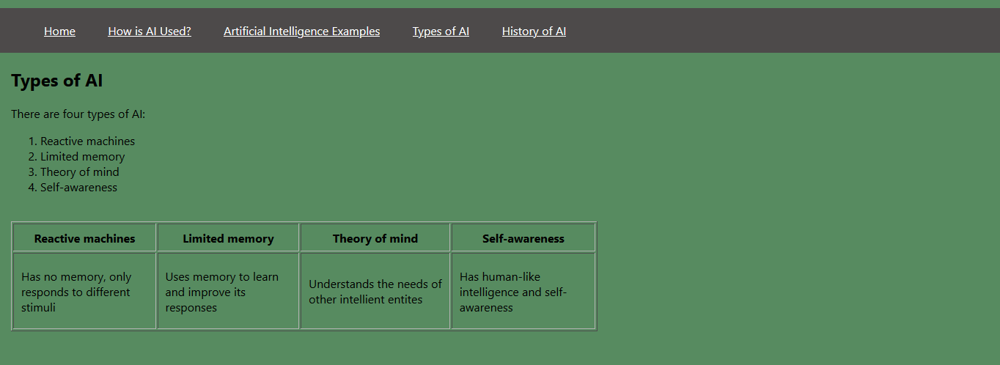 Home How is AI Used? Artificial Intelligence Examples Types of AI History of AI
Types of AI
There are four types of AI:
1. Reactive machines
2. Limited memory
3. Theory of mind
4. Self-awareness
Reactive machines Limited memory Theory of mind Self-awareness
Has no memory, only
responds to different
stimuli
Uses memory to learn
and improve its
responses
Understands the needs of
other intellient entites
Has human-like
intelligence and self-
awareness